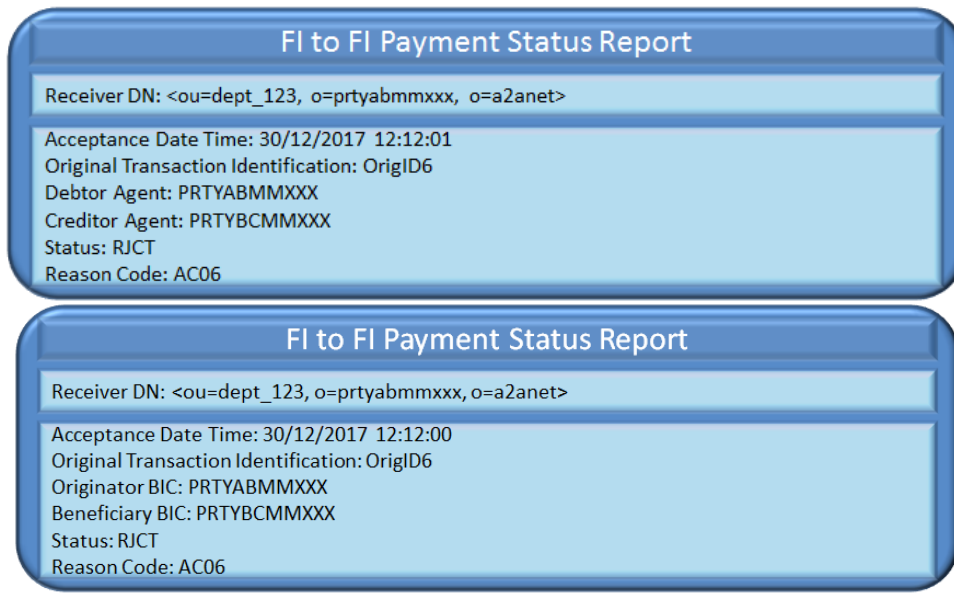 FI to FI Payment Status Report
Receiver DN: <ou=dept_123, o=prtyabmmxxx, o=a2anet>
Acceptance Date Time: 30/12/2017 12:12:01
Original Transaction Identification: OrigID6
Debtor Agent: PRTYABMMXXX
Creditor Agent: PRTYBCMMXXX
Status: RJCT
Reason Code: AC06
FI to FI Payment Status Report
Receiver DN: <ou=dept_123, o=prtyabmmxxx, o=a2anet>
Acceptance Date Time: 30/12/2017 12:12:00
Original Transaction Identification: OrigID6
Originator BIC: PRTYABMMXXX
Beneficiary BIC: PRTYBCMMXXX
Status: RJCT
Reason Code: AC06